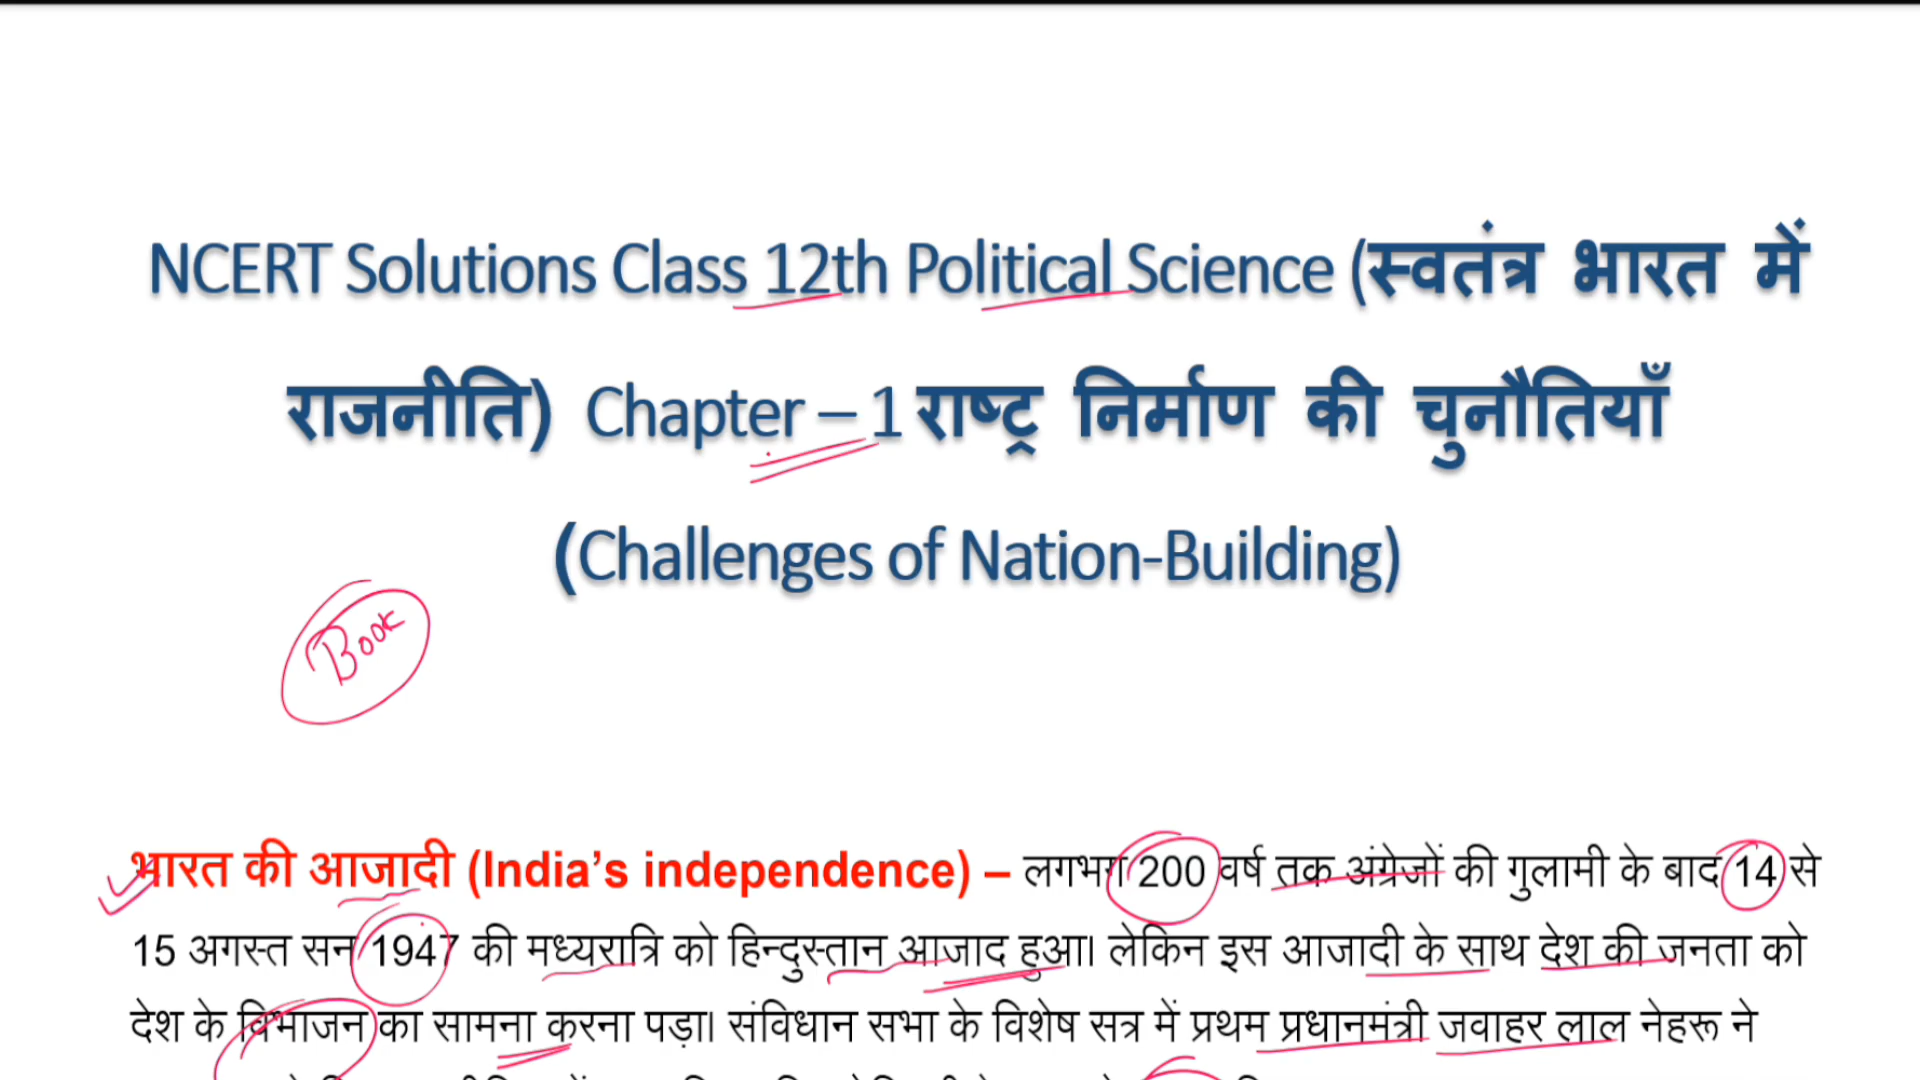 NCERT Solutions Class 12th Political Science (स्वतंत्र भारत में
राजनीति) Chapter – 1 राष्ट्र निर्माण की चुनौतियाँ
(Challenges of Nation-Building)
Book
भारत की आजादी (India’s independence) – लगभग 200 वर्ष तक अंग्रेजों की गुलामी के बाद 14 से
15 अगस्त सन 1947 की मध्यरात्रि को हिन्दुस्तान आजाद हुआ। लेकिन इस आजादी के साथ देश की जनता को
देश के विभाजन का सामना करना पड़ा। संविधान सभा के विशेष सत्र में प्रथम प्रधानमंत्री जवाहर लाल नेहरू ने